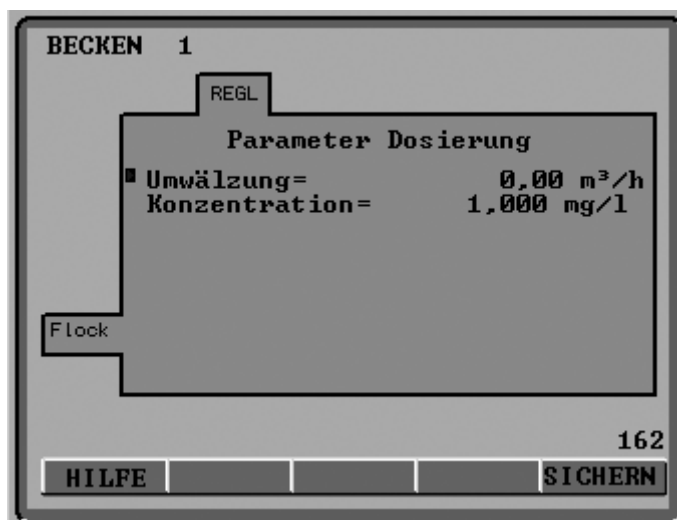 BECKEN 1
REGL
Parameter Dosierung
Umwälzung= 0,00 m³/h
Konzentration= 1,000 mg/l
Flock
162
HILFE SICHERN